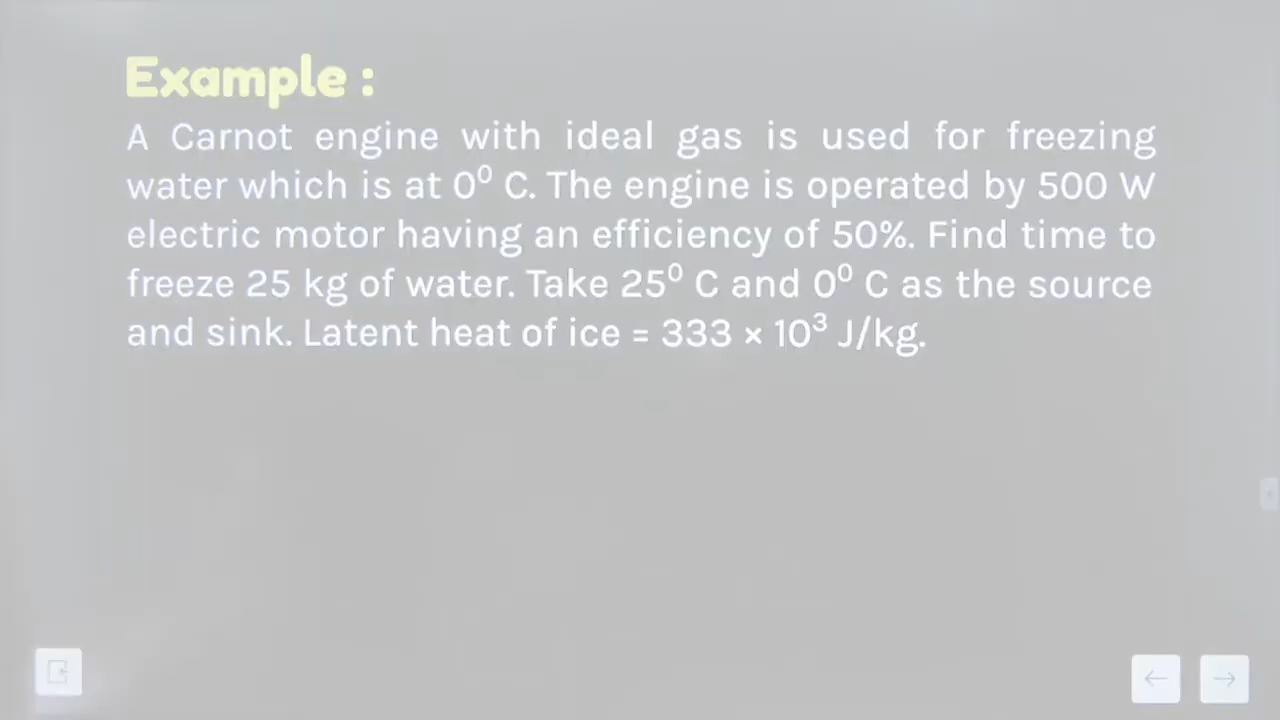 Example :
A Carnot engine with ideal gas is used for freezing
water which is at 0⁰ C. The engine is operated by 500 W
electric motor having an efficiency of 50%. Find time to
freeze 25 kg of water. Take 25⁰ C and 0⁰ C as the source
and sink. Latent heat of ice = 333 × 10³ J/kg.